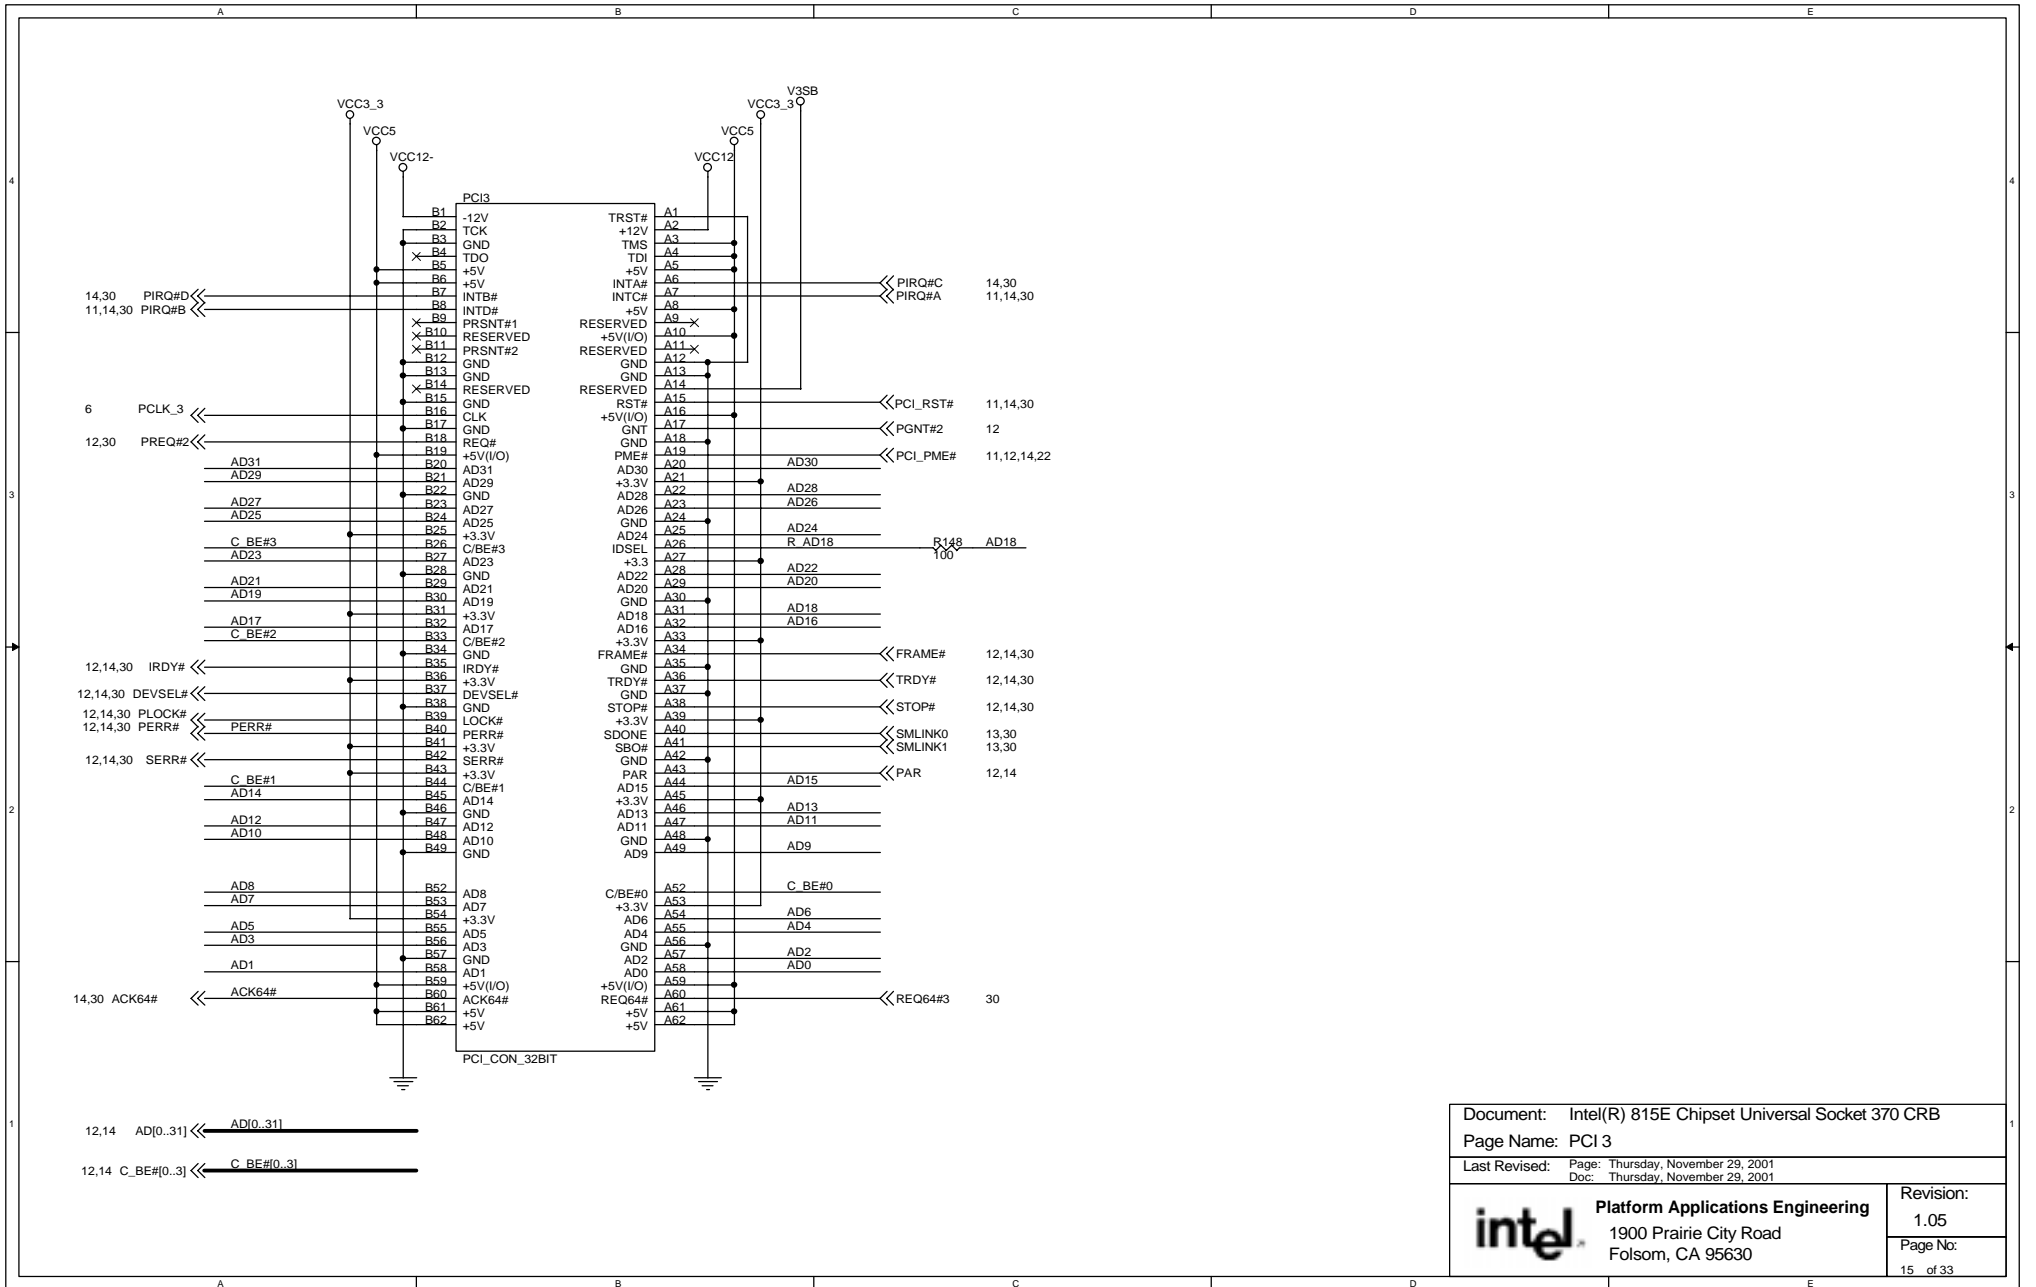 A B C D E
V3SB
VCC3_3 VCC3_3
VCC5 VCC5
VCC12- VCC12
4 4
PCI3
B1 -12V TRST# A1
B2 TCK +12V A2
B3 GND TMS A3
B4 TDO TDI A4
B5 +5V +5V A5
B6 +5V INTA# A6 PIRQ#C 14,30
14,30 PIRQ#D B7 INTB# INTC# A7 PIRQ#A 11,14,30
11,14,30 PIRQ#B B8 INTD# +5V A8
B9 PRSNT#1 RESERVED A9
B10 RESERVED +5V(I/O) A10
B11 PRSNT#2 RESERVED A11
B12 GND GND A12
B13 GND GND A13
B14 RESERVED RESERVED A14
B15 GND RST# A15 PCI_RST# 11,14,30
6 PCLK_3 B16 CLK +5V(I/O) A16
B17 GND GNT A17 PGNT#2 12
12,30 PREQ#2 B18 REQ# GND A18
B19 +5V(I/O) PME# A19 PCI_PME# 11,12,14,22
AD31 B20 AD31 AD30 A20 AD30
AD29 B21 AD29 +3.3V A21
3 B22 GND AD28 A22 AD28 3
AD27 B23 AD27 AD26 A23 AD26
AD25 B24 AD25 GND A24
B25 +3.3V AD24 A25 AD24
C_BE#3 B26 C/BE#3 IDSEL A26 R_AD18 R148 100 AD18
AD23 B27 AD23 +3.3 A27
B28 GND AD22 A28 AD22
AD21 B29 AD21 AD20 A29 AD20
AD19 B30 AD19 GND A30
B31 +3.3V AD18 A31 AD18
AD17 B32 AD17 AD16 A32 AD16
C_BE#2 B33 C/BE#2 +3.3V A33
B34 GND FRAME# A34 FRAME# 12,14,30
12,14,30 IRDY# B35 IRDY# GND A35
B36 +3.3V TRDY# A36 TRDY# 12,14,30
12,14,30 DEVSEL# B37 DEVSEL# GND A37
B38 GND STOP# A38 STOP# 12,14,30
12,14,30 PLOCK# B39 LOCK# +3.3V A39
12,14,30 PERR# PERR# B40 PERR# SDONE A40 SMLINK0 13,30
B41 +3.3V SBO# A41 SMLINK1 13,30
12,14,30 SERR# B42 SERR# GND A42
B43 +3.3V PAR A43 PAR 12,14
C_BE#1 B44 C/BE#1 AD15 A44 AD15
AD14 B45 AD14 +3.3V A45
2 B46 GND AD13 A46 AD13 2
AD12 B47 AD12 AD11 A47 AD11
AD10 B48 AD10 GND A48
B49 GND AD9 A49 AD9
AD8 B52 AD8 C/BE#0 A52 C_BE#0
AD7 B53 AD7 +3.3V A53
B54 +3.3V AD6 A54 AD6
AD5 B55 AD5 AD4 A55 AD4
AD3 B56 AD3 GND A56
B57 GND AD2 A57 AD2
AD1 B58 AD1 AD0 A58 AD0
B59 +5V(I/O) +5V(I/O) A59
14,30 ACK64# ACK64# B60 ACK64# REQ64# A60 REQ64#3 30
B61 +5V +5V A61
B62 +5V +5V A62
PCI_CON_32BIT
1 1
12,14 AD[0..31] AD[0..31]
12,14 C_BE#[0..3] C_BE#[0..3]
Document: Intel(R) 815E Chipset Universal Socket 370 CRB
Page Name: PCI 3
Last Revised: Page: Thursday, November 29, 2001
Doc: Thursday, November 29, 2001
intel
Platform Applications Engineering
1900 Prairie City Road
Folsom, CA 95630
Revision:
1.05
Page No:
15 of 33
A B C D E